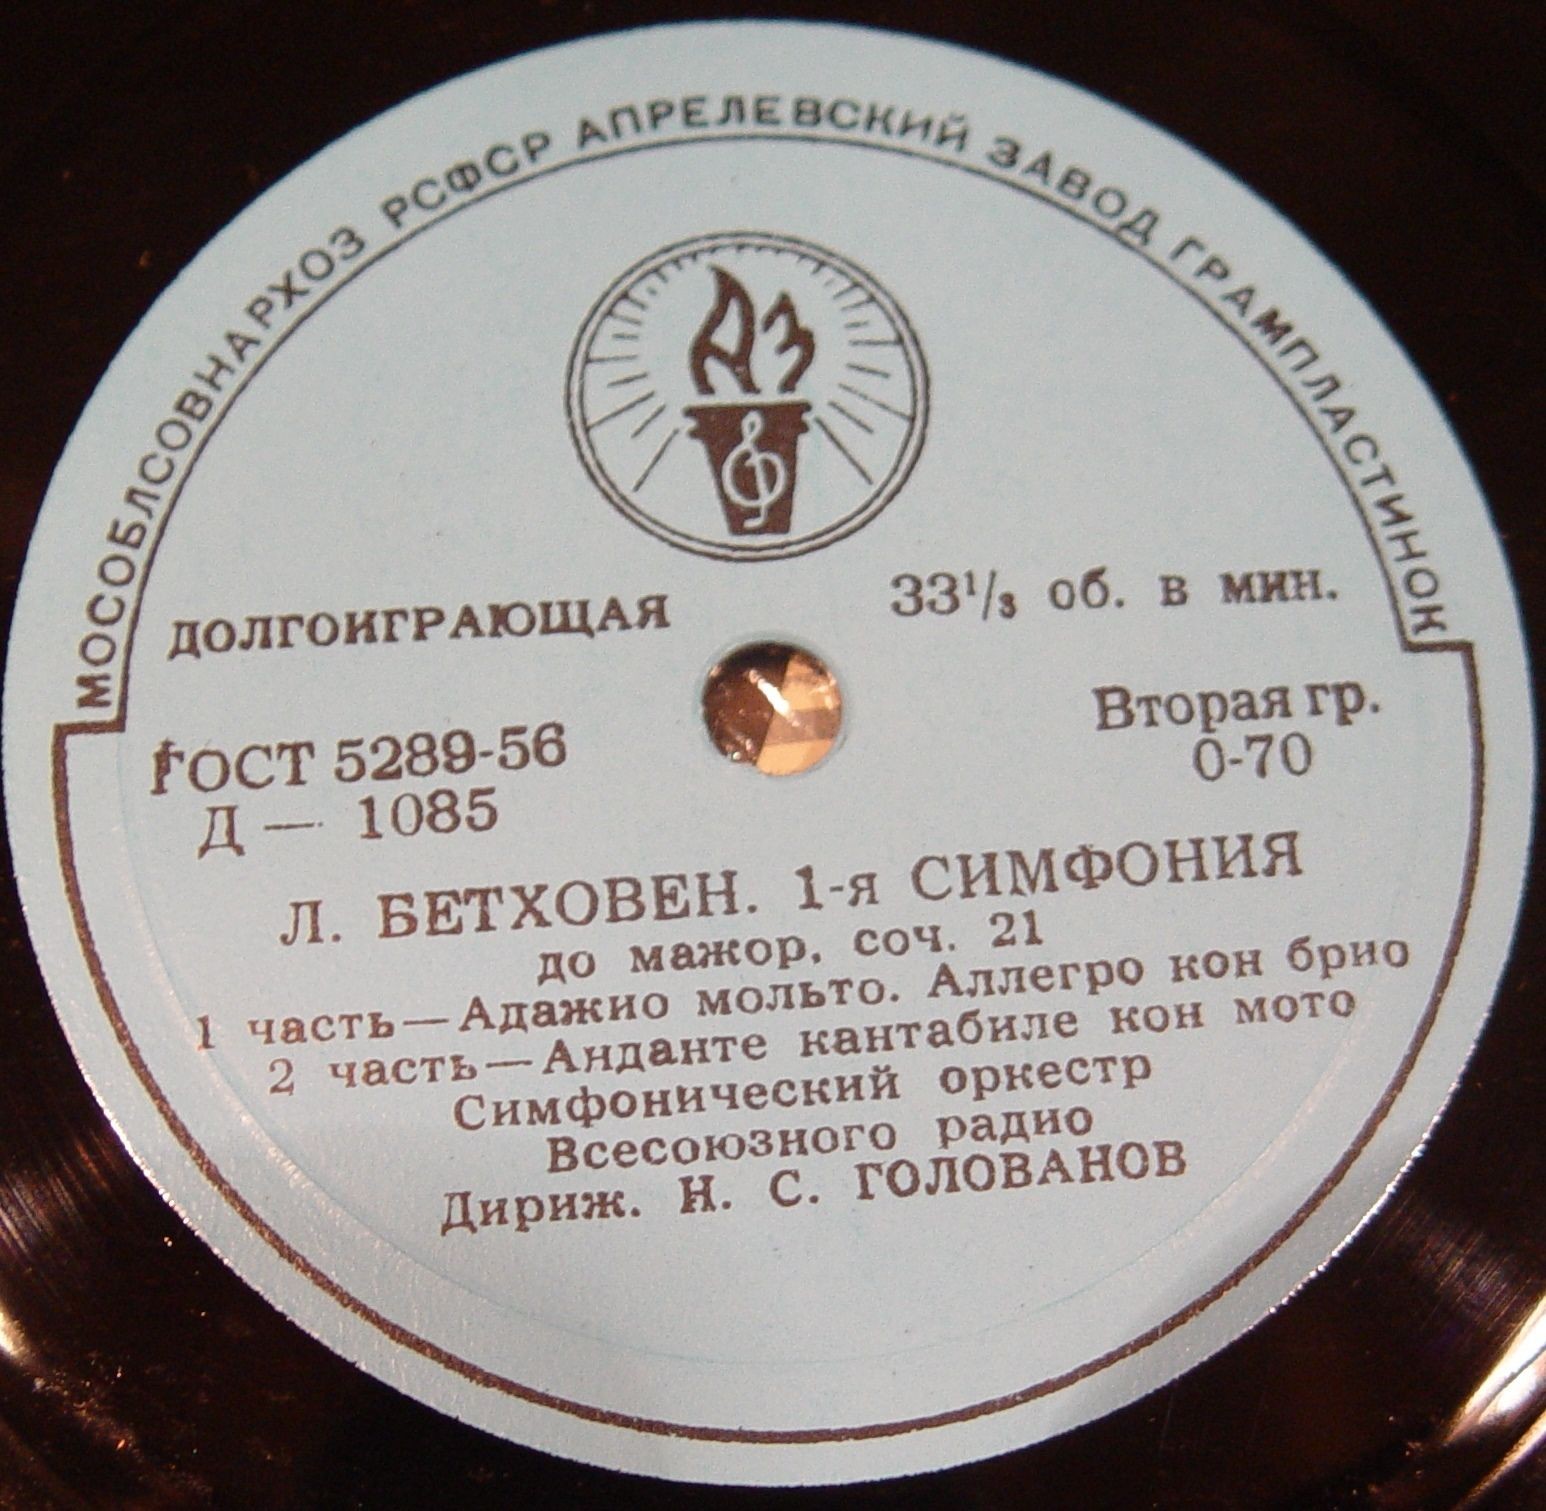 МОСОБЛСОВНАРХОЗ РСФСР АПРЕЛЕВСКИЙ ЗАВОД ГРАМПЛАСТИНОК
АЗ
ДОЛГОИГРАЮЩАЯ
33¹/₃ об. в мин.
ГОСТ 5289-56
Вторая гр.
Д — 1085
0-70
Л. БЕТХОВЕН. 1-я СИМФОНИЯ
до мажор, соч. 21
1 часть—Адажио мольто. Аллегро кон брио
2 часть—Анданте кантабиле кон мото
Симфонический оркестр
Всесоюзного радио
Дириж. Н. С. ГОЛОВАНОВ